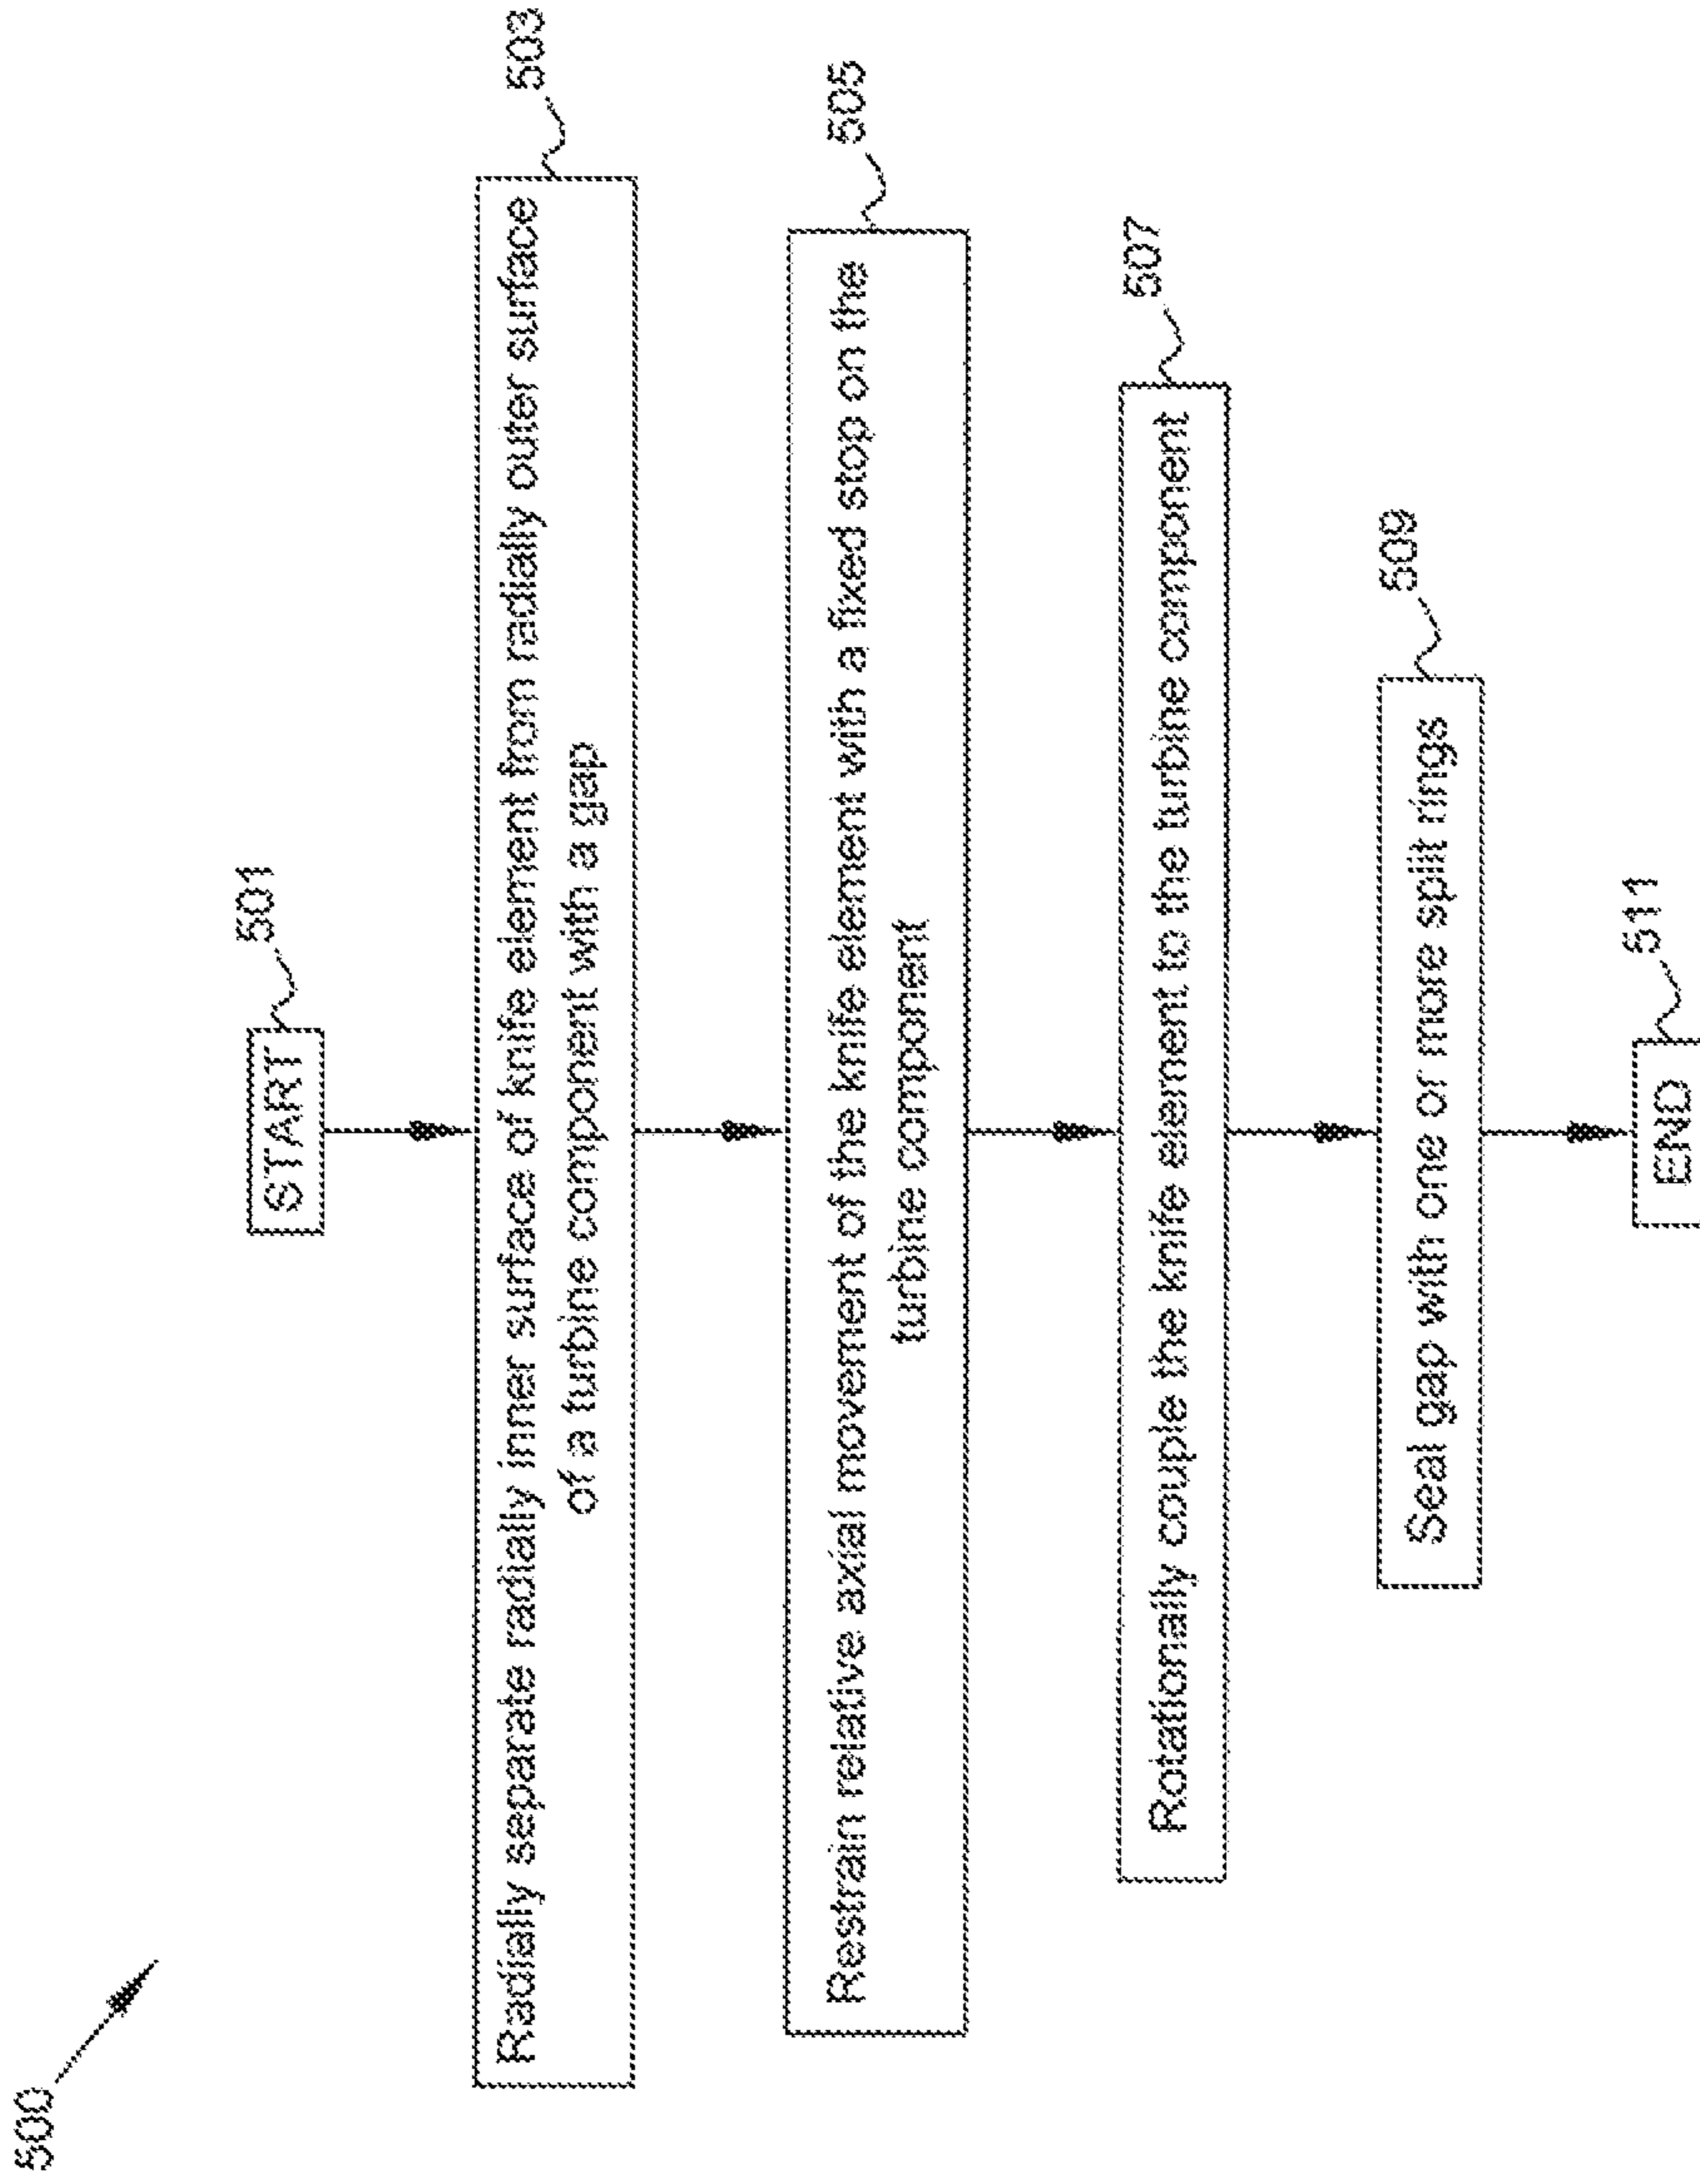 500
START
501
Radially separate radially inner surface of knife element from radially outer surface
of a turbine component with a gap
503
Restrain relative axial movement of the knife element with a fixed stop on the
turbine component
505
Rotationally couple the knife element to the turbine component
507
Seal gap with one or more split rings
509
END
511